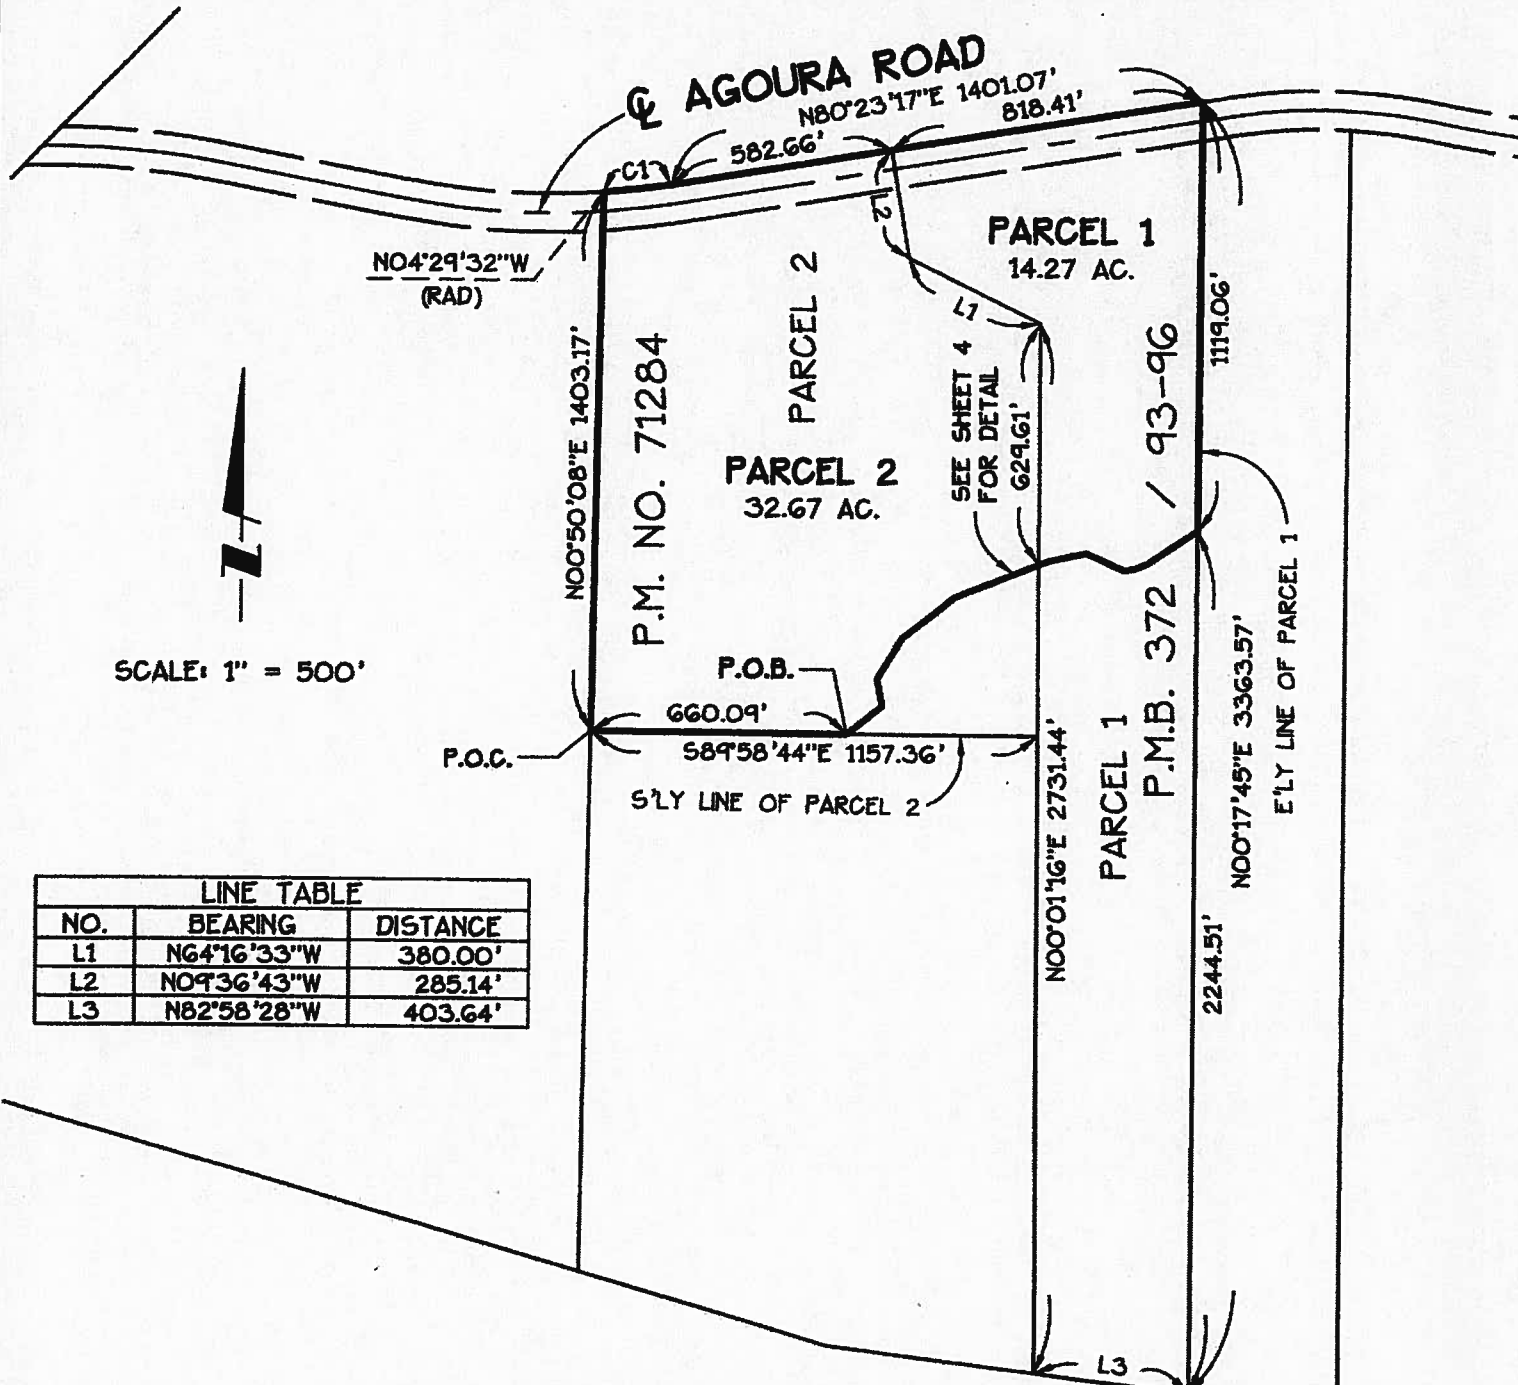 ℄ AGOURA ROAD
N80°23'17"E 1401.07'
818.41'
582.66'
C1
L2
N04°29'32"W
(RAD)
PARCEL 1
14.27 AC.
L1
N00°50'08"E 1403.17'
P.M. NO. 71284
PARCEL 2
PARCEL 2
32.67 AC.
SEE SHEET 4
FOR DETAIL
629.61'
P.M.B. 372 / 93-96
1119.06'
N
SCALE: 1" = 500'
P.O.B.
660.09'
P.O.C.
S89°58'44"E 1157.36'
S'LY LINE OF PARCEL 2
N00°01'16"E 2731.44'
PARCEL 1
2244.51'
N00°17'45"E 3363.57'
E'LY LINE OF PARCEL 1
LINE TABLE
NO. BEARING DISTANCE
L1 N64°16'33"W 380.00'
L2 N09°36'43"W 285.14'
L3 N82°58'28"W 403.64'
L3